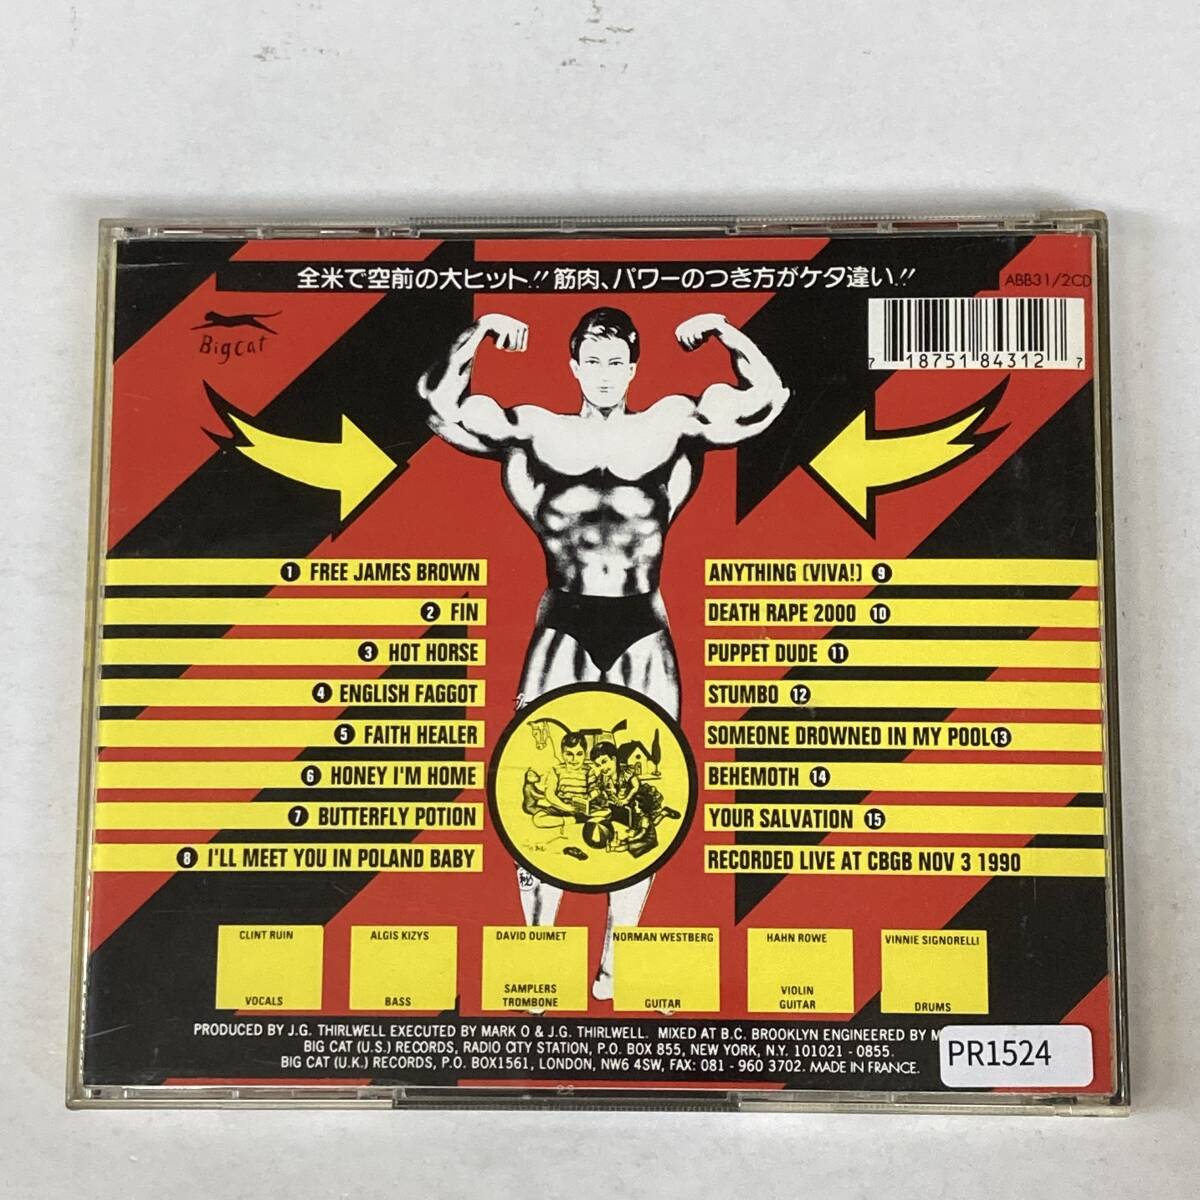 全米で空前の大ヒット!! 筋肉、パワーのつき方がケタ違い!!
ABB31/2CD
BigCat
7 18751 84312 7
1 FREE JAMES BROWN
2 FIN
3 HOT HORSE
4 ENGLISH FAGGOT
5 FAITH HEALER
6 HONEY I'M HOME
7 BUTTERFLY POTION
8 I'LL MEET YOU IN POLAND BABY
ANYTHING (VIVA!) 9
DEATH RAPE 2000 10
PUPPET DUDE 11
STUMBO 12
SOMEONE DROWNED IN MY POOL 13
BEHEMOTH 14
YOUR SALVATION 15
RECORDED LIVE AT CBGB NOV 3 1990
秘
CLINT RUIN
VOCALS
ALGIS KIZYS
BASS
DAVID OUIMET
SAMPLERS
TROMBONE
NORMAN WESTBERG
GUITAR
HAHN ROWE
VIOLIN
GUITAR
VINNIE SIGNORELLI
DRUMS
PRODUCED BY J.G. THIRLWELL EXECUTED BY MARK O & J.G. THIRLWELL. MIXED AT B.C. BROOKLYN ENGINEERED BY
BIG CAT (U.S.) RECORDS, RADIO CITY STATION, P.O. BOX 855, NEW YORK, N.Y. 101021 - 0855.
BIG CAT (U.K.) RECORDS, P.O. BOX1561, LONDON, NW6 4SW, FAX: 081 - 960 3702. MADE IN FRANCE.
PR1524